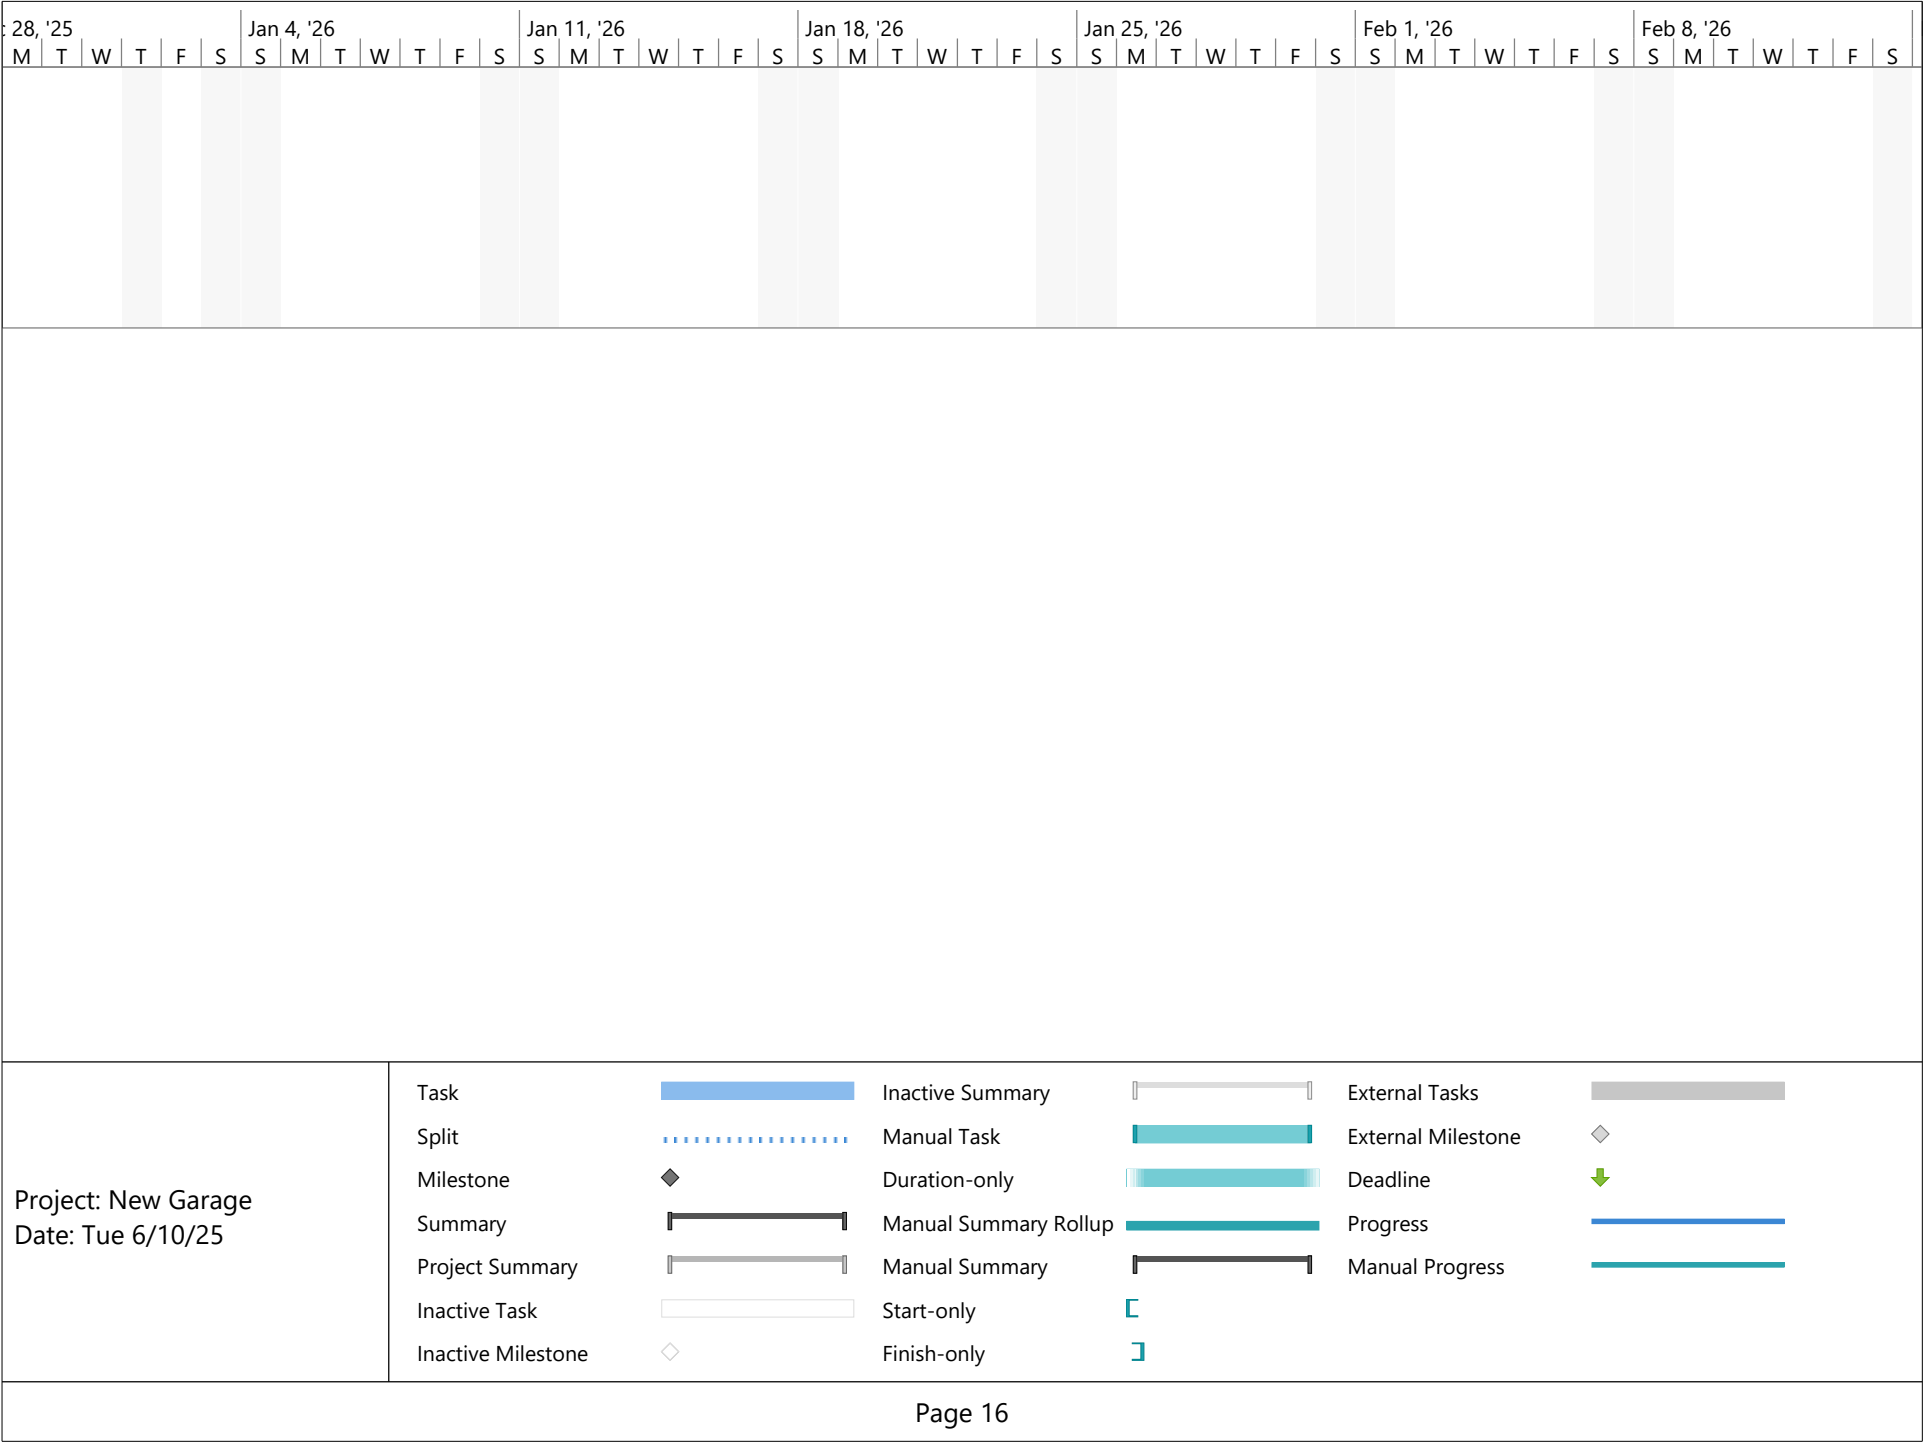 : 28, '25 Jan 4, '26 Jan 11, '26 Jan 18, '26 Jan 25, '26 Feb 1, '26 Feb 8, '26
M T W T F S S M T W T F S S M T W T F S S M T W T F S S M T W T F S S M T W T F S S M T W T F S
Project: New Garage
Date: Tue 6/10/25
Task
Split
Milestone
Summary
Project Summary
Inactive Task
Inactive Milestone
Inactive Summary
Manual Task
Duration-only
Manual Summary Rollup
Manual Summary
Start-only
Finish-only
External Tasks
External Milestone
Deadline
Progress
Manual Progress
Page 16